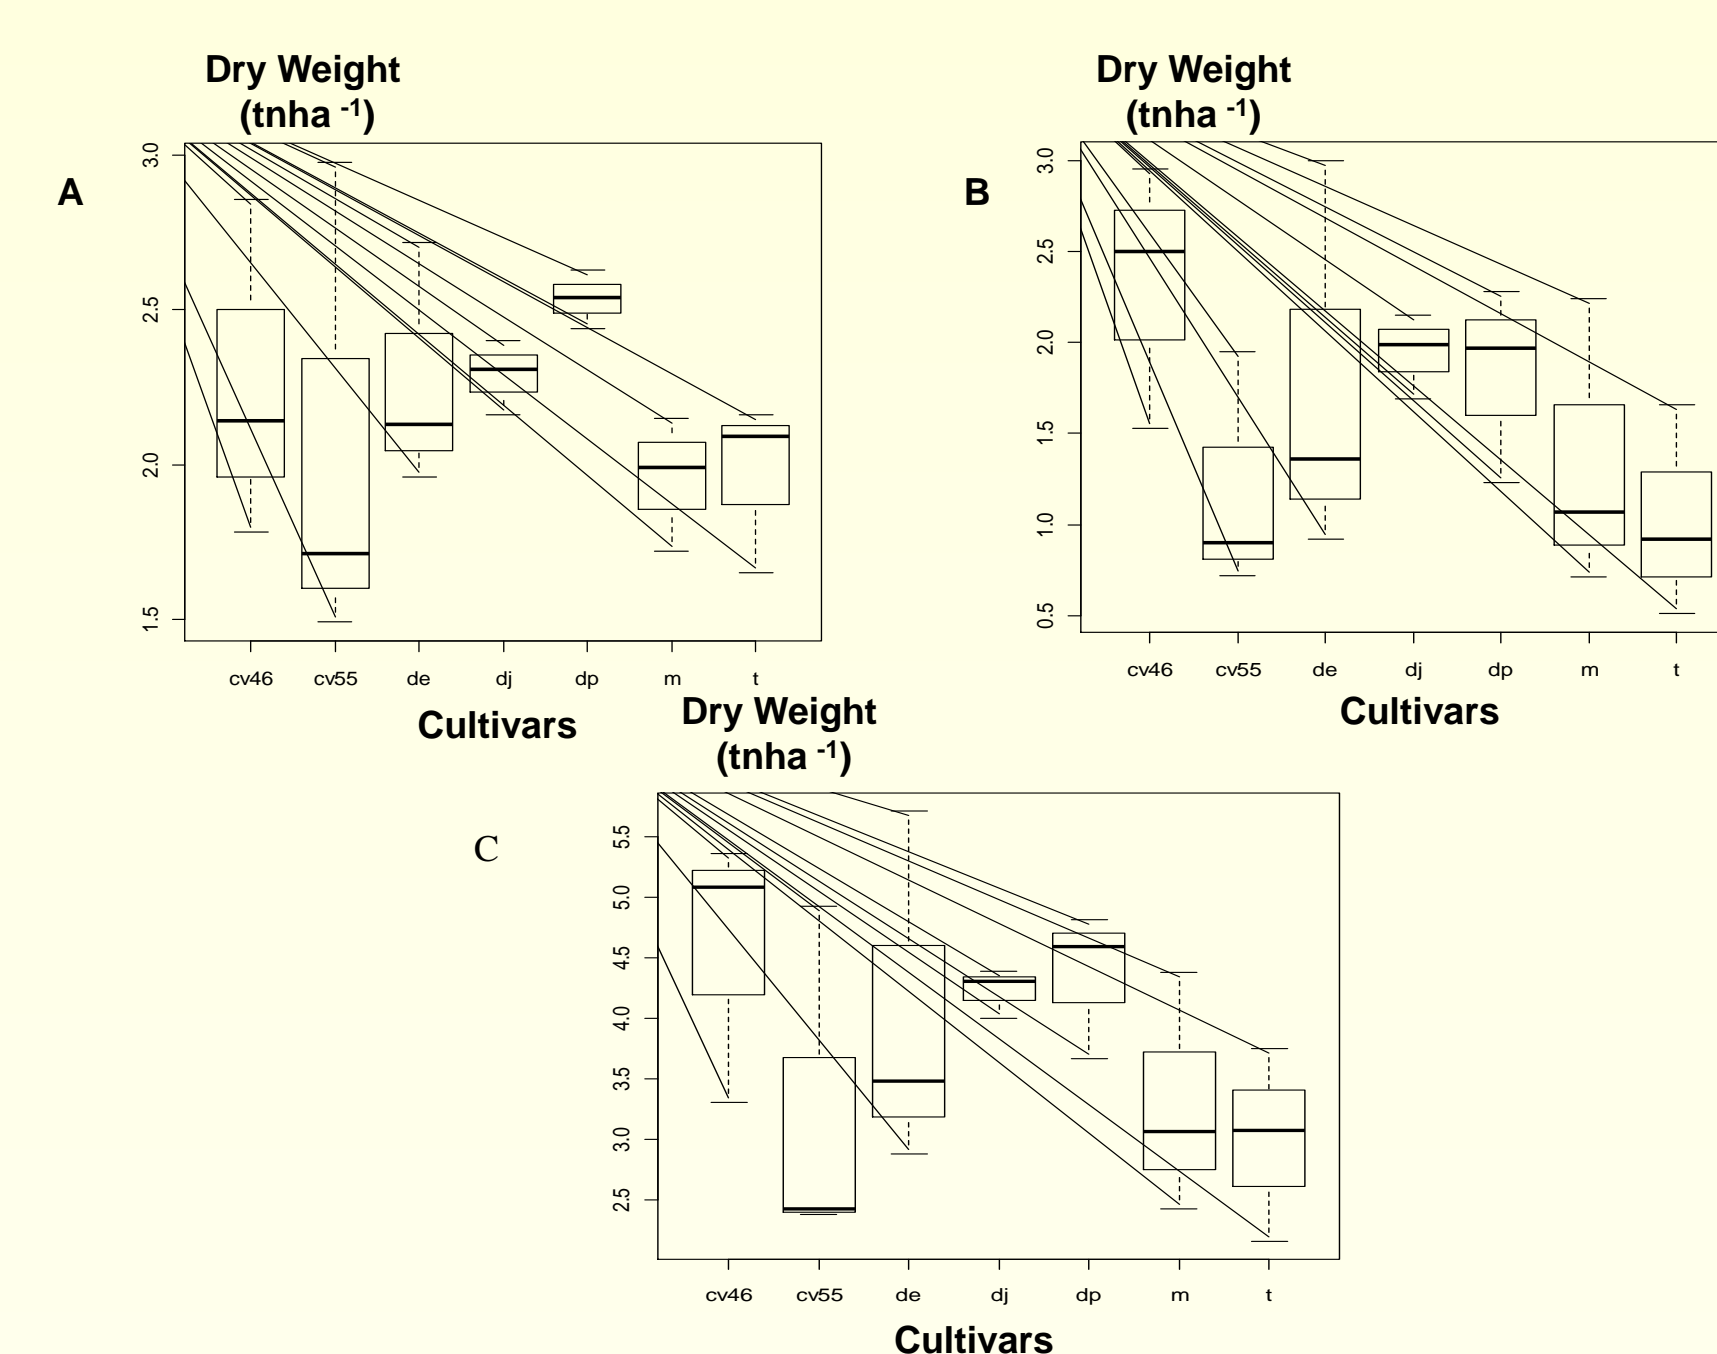 Dry Weight
(tnha -1)
A
3.0
2.5
2.0
1.5
cv46 cv55 de dj dp m t
Cultivars
Dry Weight
(tnha -1)
B
3.0
2.5
2.0
1.5
1.0
0.5
cv46 cv55 de dj dp m t
Cultivars
Dry Weight
(tnha -1)
C
5.5
5.0
4.5
4.0
3.5
3.0
2.5
cv46 cv55 de dj dp m t
Cultivars